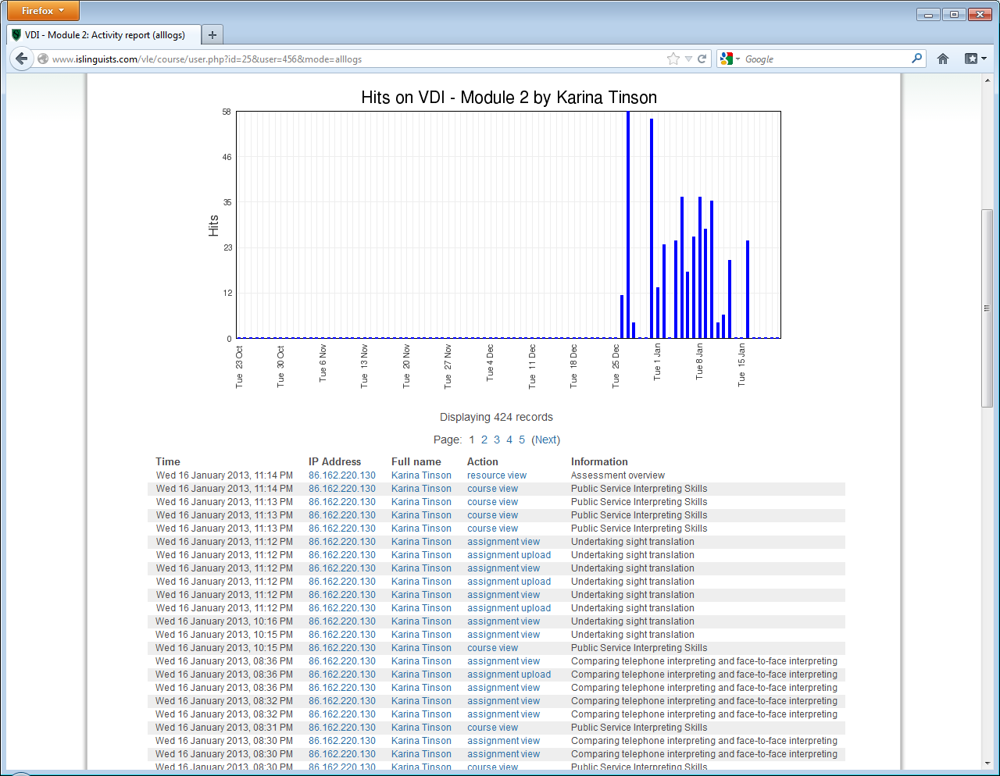 Firefox
VDI - Module 2: Activity report (alllogs)
www.islinguists.com/vle/course/user.php?id=25&user=456&mode=alllogs
Google
Hits on VDI - Module 2 by Karina Tinson
58
46
35
23
12
0
Hits
Tue 23 Oct
Tue 30 Oct
Tue 6 Nov
Tue 13 Nov
Tue 20 Nov
Tue 27 Nov
Tue 4 Dec
Tue 11 Dec
Tue 18 Dec
Tue 25 Dec
Tue 1 Jan
Tue 8 Jan
Tue 15 Jan
Displaying 424 records
Page: 1 2 3 4 5 (Next)
Time IP Address Full name Action Information
Wed 16 January 2013, 11:14 PM 86.162.220.130 Karina Tinson resource view Assessment overview
Wed 16 January 2013, 11:14 PM 86.162.220.130 Karina Tinson course view Public Service Interpreting Skills
Wed 16 January 2013, 11:13 PM 86.162.220.130 Karina Tinson course view Public Service Interpreting Skills
Wed 16 January 2013, 11:13 PM 86.162.220.130 Karina Tinson course view Public Service Interpreting Skills
Wed 16 January 2013, 11:13 PM 86.162.220.130 Karina Tinson course view Public Service Interpreting Skills
Wed 16 January 2013, 11:12 PM 86.162.220.130 Karina Tinson assignment view Undertaking sight translation
Wed 16 January 2013, 11:12 PM 86.162.220.130 Karina Tinson assignment upload Undertaking sight translation
Wed 16 January 2013, 11:12 PM 86.162.220.130 Karina Tinson assignment view Undertaking sight translation
Wed 16 January 2013, 11:12 PM 86.162.220.130 Karina Tinson assignment upload Undertaking sight translation
Wed 16 January 2013, 11:12 PM 86.162.220.130 Karina Tinson assignment view Undertaking sight translation
Wed 16 January 2013, 11:12 PM 86.162.220.130 Karina Tinson assignment upload Undertaking sight translation
Wed 16 January 2013, 10:16 PM 86.162.220.130 Karina Tinson assignment view Undertaking sight translation
Wed 16 January 2013, 10:15 PM 86.162.220.130 Karina Tinson assignment view Undertaking sight translation
Wed 16 January 2013, 10:15 PM 86.162.220.130 Karina Tinson course view Public Service Interpreting Skills
Wed 16 January 2013, 08:36 PM 86.162.220.130 Karina Tinson assignment view Comparing telephone interpreting and face-to-face interpreting
Wed 16 January 2013, 08:36 PM 86.162.220.130 Karina Tinson assignment upload Comparing telephone interpreting and face-to-face interpreting
Wed 16 January 2013, 08:36 PM 86.162.220.130 Karina Tinson assignment view Comparing telephone interpreting and face-to-face interpreting
Wed 16 January 2013, 08:32 PM 86.162.220.130 Karina Tinson assignment view Comparing telephone interpreting and face-to-face interpreting
Wed 16 January 2013, 08:32 PM 86.162.220.130 Karina Tinson assignment view Comparing telephone interpreting and face-to-face interpreting
Wed 16 January 2013, 08:31 PM 86.162.220.130 Karina Tinson course view Public Service Interpreting Skills
Wed 16 January 2013, 08:30 PM 86.162.220.130 Karina Tinson assignment view Comparing telephone interpreting and face-to-face interpreting
Wed 16 January 2013, 08:30 PM 86.162.220.130 Karina Tinson assignment view Comparing telephone interpreting and face-to-face interpreting
Wed 16 January 2013, 08:30 PM 86.162.220.130 Karina Tinson course view Public Service Interpreting Skills